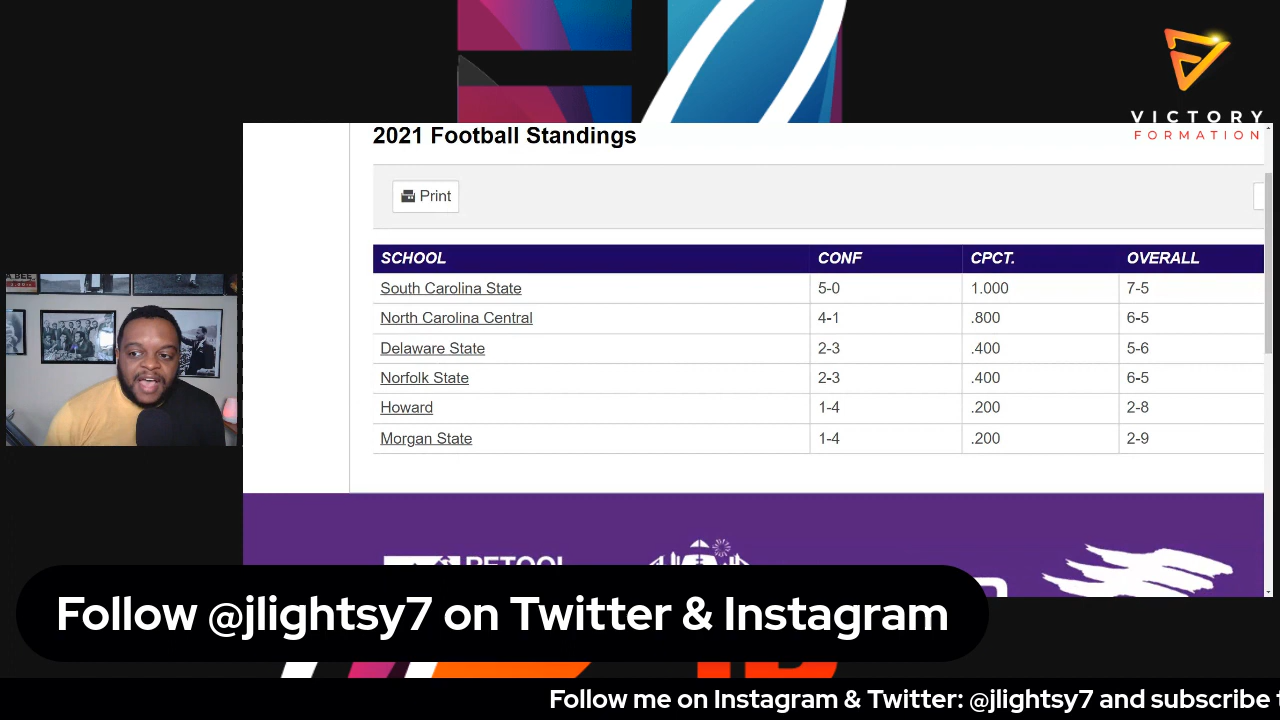 VICTORY
FORMATION
2021 Football Standings
Print
SCHOOL CONF CPCT. OVERALL
South Carolina State 5-0 1.000 7-5
North Carolina Central 4-1 .800 6-5
Delaware State 2-3 .400 5-6
Norfolk State 2-3 .400 6-5
Howard 1-4 .200 2-8
Morgan State 1-4 .200 2-9
Follow @jlightsy7 on Twitter & Instagram
Follow me on Instagram & Twitter: @jlightsy7 and subscribe